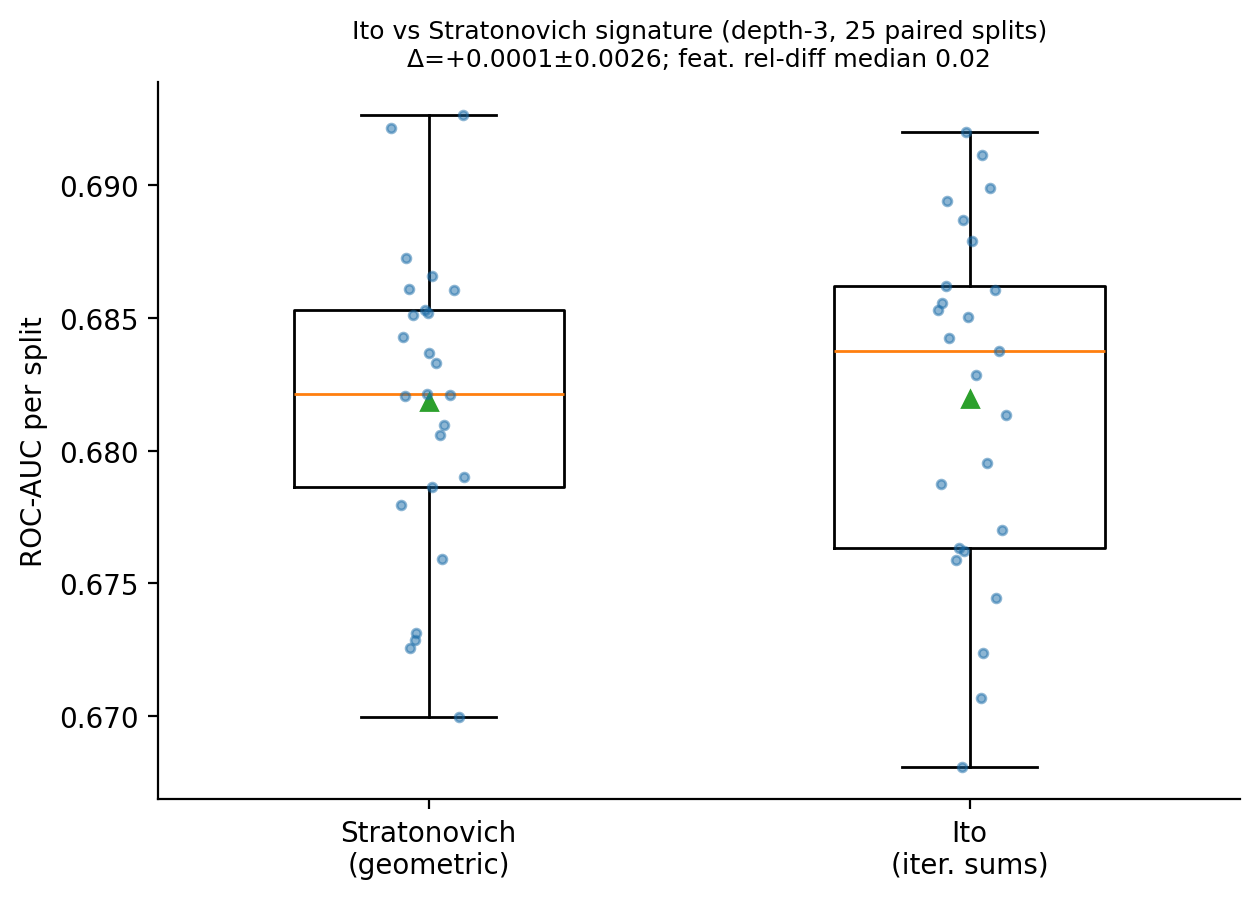 Ito vs Stratonovich signature (depth-3, 25 paired splits)
Δ=+0.0001±0.0026; feat. rel-diff median 0.02
ROC-AUC per split
0.690
0.685
0.680
0.675
0.670
Stratonovich
(geometric)
Ito
(iter. sums)